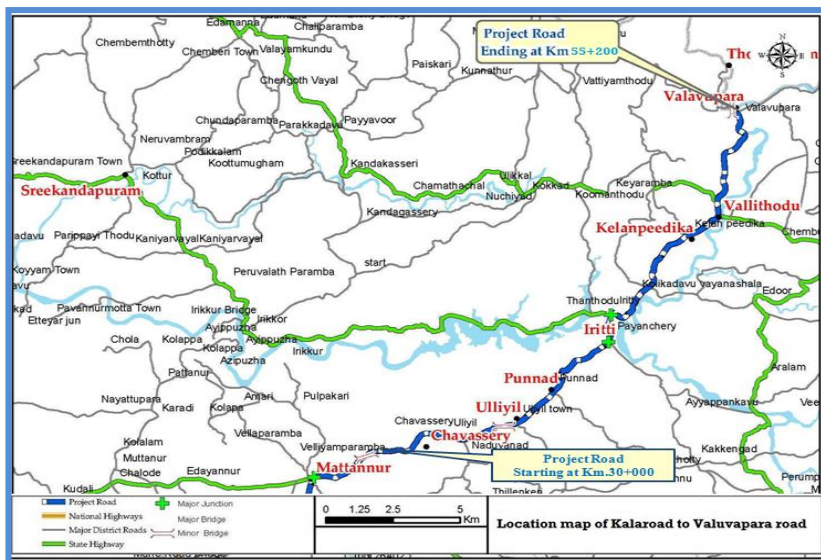 Edamanna
Chaliparamba
Chembemthotty
Chemberi Town
Valayamkundu
Chengoth Vayal
Paiskari
Kunnathur
Project Road
Ending at Km 55+200
Vattiyamthodu
Valavupara
Valavupara
Chundaparamba
Parakkadavu
Payyavoor
Neruvambram
Podikkalam
Koottumugham
Kandakasseri
Sreekandapuram Town
Kottur
Sreekandapuram
Chamathachal
Ulikkal
Nuchiyad
Kokkad
Koomanthodu
Keyaramba
Vallithodu
Kandagassery
Kelanpeedika
Kelan peedika
Parippayi Thodu
Kaniyarvayal
Kaniyarvayal
Koyyam Town
Peruvalath Paramba
start
Kolikadavu
Edoor
Pavannurmotta Town
Etteyar jun
Irikkur Bridge
Irikkor
Thanthodu
Iritty
Iritti
Payanchery
Chola
Kolappa
Ayippuzha
Ayippuzha
Kolappa
Azipuzha
Irikkur
Pattanur
Aralam
Punnad
Punnad
Nayattupara
Karadi
Kolapa
Amari
Pulpakari
Ayyappankavu
Ulliyil
Uliyil town
Chavassery
Uliyil
Kolalam
Vellaparamba
Velliyamparamba
Chavassery
Naduvanad
Kakkengad
Muttanur
Chalode
Edayannur
Mattannur
Project Road
Starting at Km.30+000
Kudali
Thillenkeri
Project Road
National Highways
Major District Roads
State Highway
Major Junction
Major Bridge
Minor Bridge
0 1.25 2.5 5
Km
Location map of Kalaroad to Valuvapara road